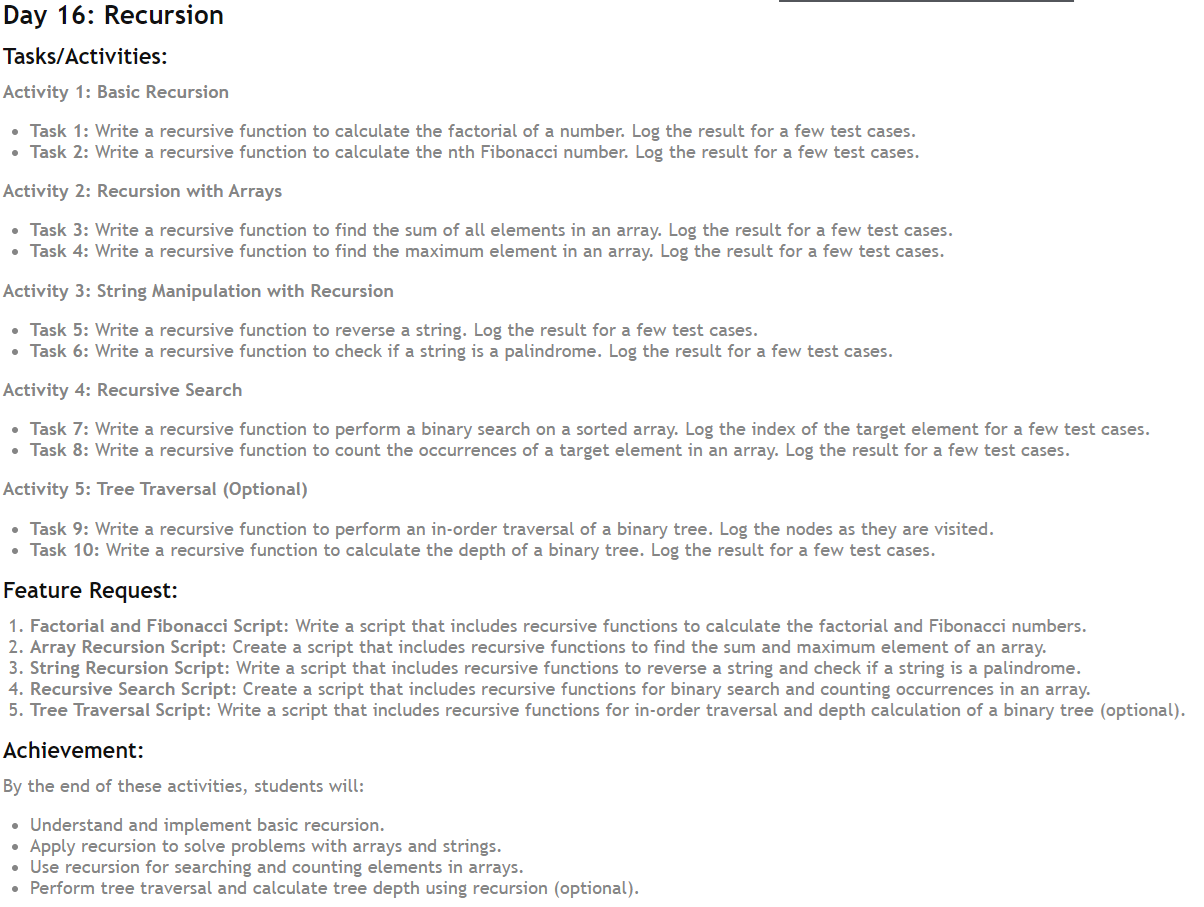 Day 16: Recursion
Tasks/Activities:
Activity 1: Basic Recursion
• Task 1: Write a recursive function to calculate the factorial of a number. Log the result for a few test cases.
• Task 2: Write a recursive function to calculate the nth Fibonacci number. Log the result for a few test cases.
Activity 2: Recursion with Arrays
• Task 3: Write a recursive function to find the sum of all elements in an array. Log the result for a few test cases.
• Task 4: Write a recursive function to find the maximum element in an array. Log the result for a few test cases.
Activity 3: String Manipulation with Recursion
• Task 5: Write a recursive function to reverse a string. Log the result for a few test cases.
• Task 6: Write a recursive function to check if a string is a palindrome. Log the result for a few test cases.
Activity 4: Recursive Search
• Task 7: Write a recursive function to perform a binary search on a sorted array. Log the index of the target element for a few test cases.
• Task 8: Write a recursive function to count the occurrences of a target element in an array. Log the result for a few test cases.
Activity 5: Tree Traversal (Optional)
• Task 9: Write a recursive function to perform an in-order traversal of a binary tree. Log the nodes as they are visited.
• Task 10: Write a recursive function to calculate the depth of a binary tree. Log the result for a few test cases.
Feature Request:
1. Factorial and Fibonacci Script: Write a script that includes recursive functions to calculate the factorial and Fibonacci numbers.
2. Array Recursion Script: Create a script that includes recursive functions to find the sum and maximum element of an array.
3. String Recursion Script: Write a script that includes recursive functions to reverse a string and check if a string is a palindrome.
4. Recursive Search Script: Create a script that includes recursive functions for binary search and counting occurrences in an array.
5. Tree Traversal Script: Write a script that includes recursive functions for in-order traversal and depth calculation of a binary tree (optional).
Achievement:
By the end of these activities, students will:
• Understand and implement basic recursion.
• Apply recursion to solve problems with arrays and strings.
• Use recursion for searching and counting elements in arrays.
• Perform tree traversal and calculate tree depth using recursion (optional).